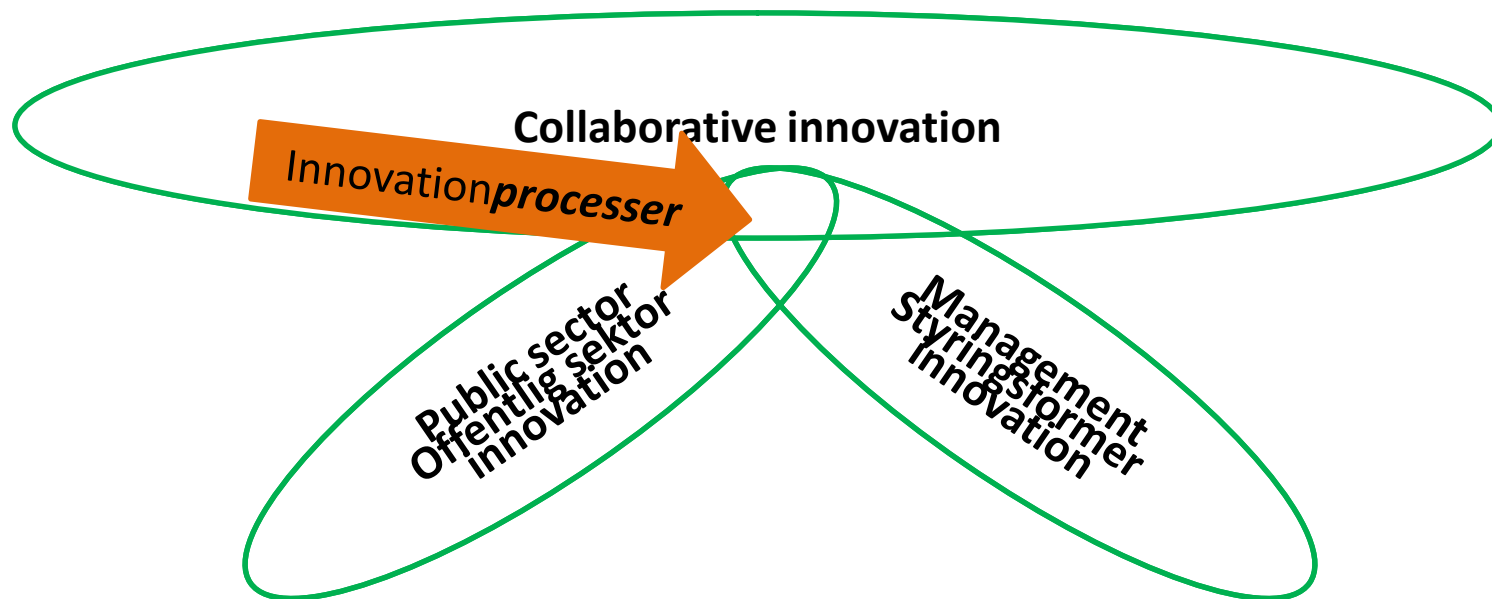 Collaborative innovation
Innovationprocesser
Public sector
Offentlig sektor
innovation
Management
Styringsformer
Innovation